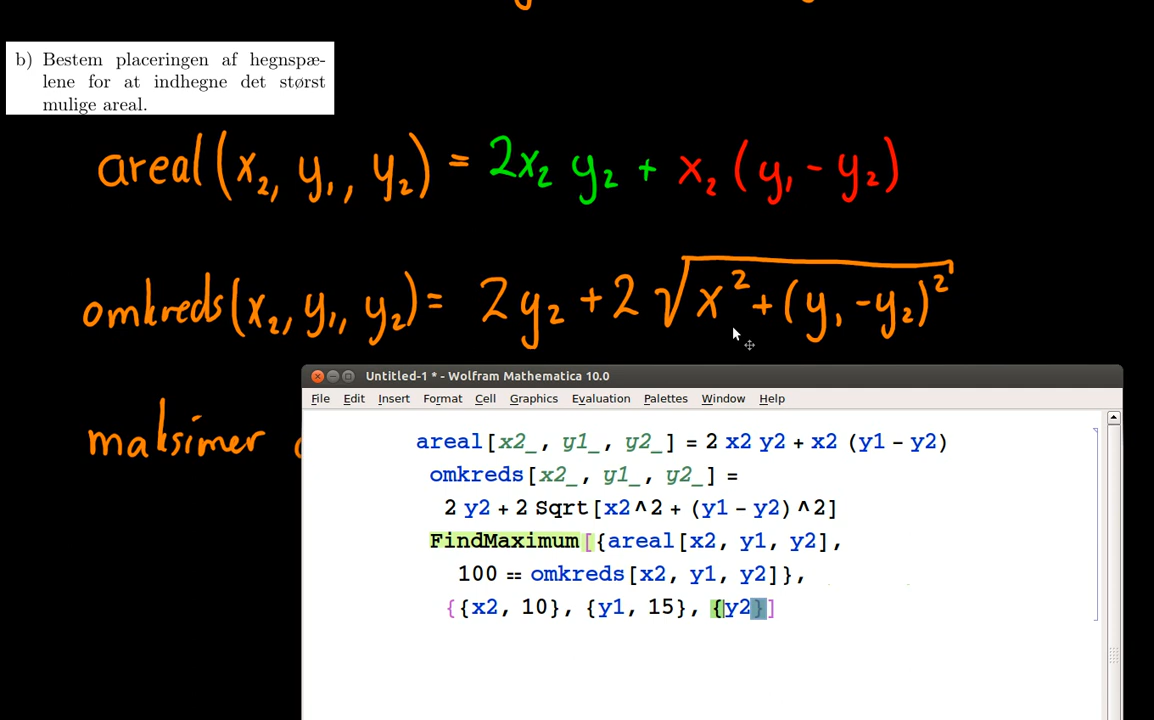 b) Bestem placeringen af hegnspæ-
lene for at indhegne det størst
mulige areal.
areal(x₂, y₁, y₂) = 2x₂ y₂ + x₂ (y₁ - y₂)
omkreds(x₂, y₁, y₂) = 2y₂ + 2 √(x² + (y₁ - y₂)²)
maksimer
Untitled-1 * - Wolfram Mathematica 10.0
File Edit Insert Format Cell Graphics Evaluation Palettes Window Help
areal[x2_, y1_, y2_] = 2 x2 y2 + x2 (y1 - y2)
omkreds[x2_, y1_, y2_] =
2 y2 + 2 Sqrt[x2^2 + (y1 - y2)^2]
FindMaximum[{areal[x2, y1, y2],
100 == omkreds[x2, y1, y2]},
{{x2, 10}, {y1, 15}, {y2}]